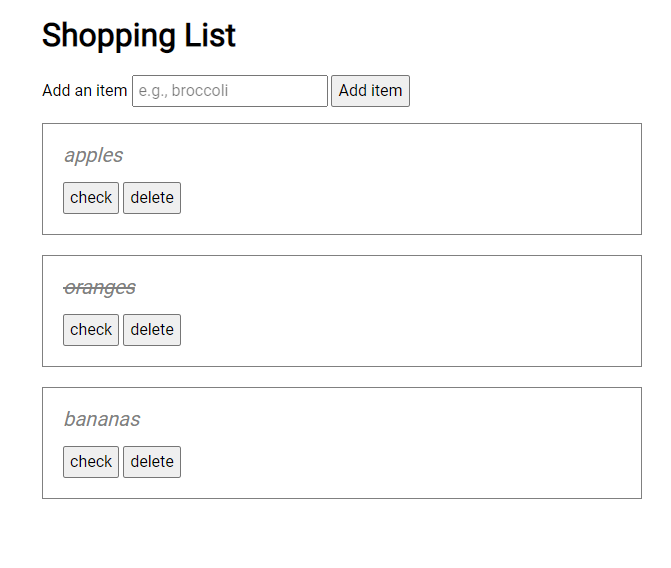 Shopping List
Add an item e.g., broccoli Add item
apples
check delete
oranges
check delete
bananas
check delete